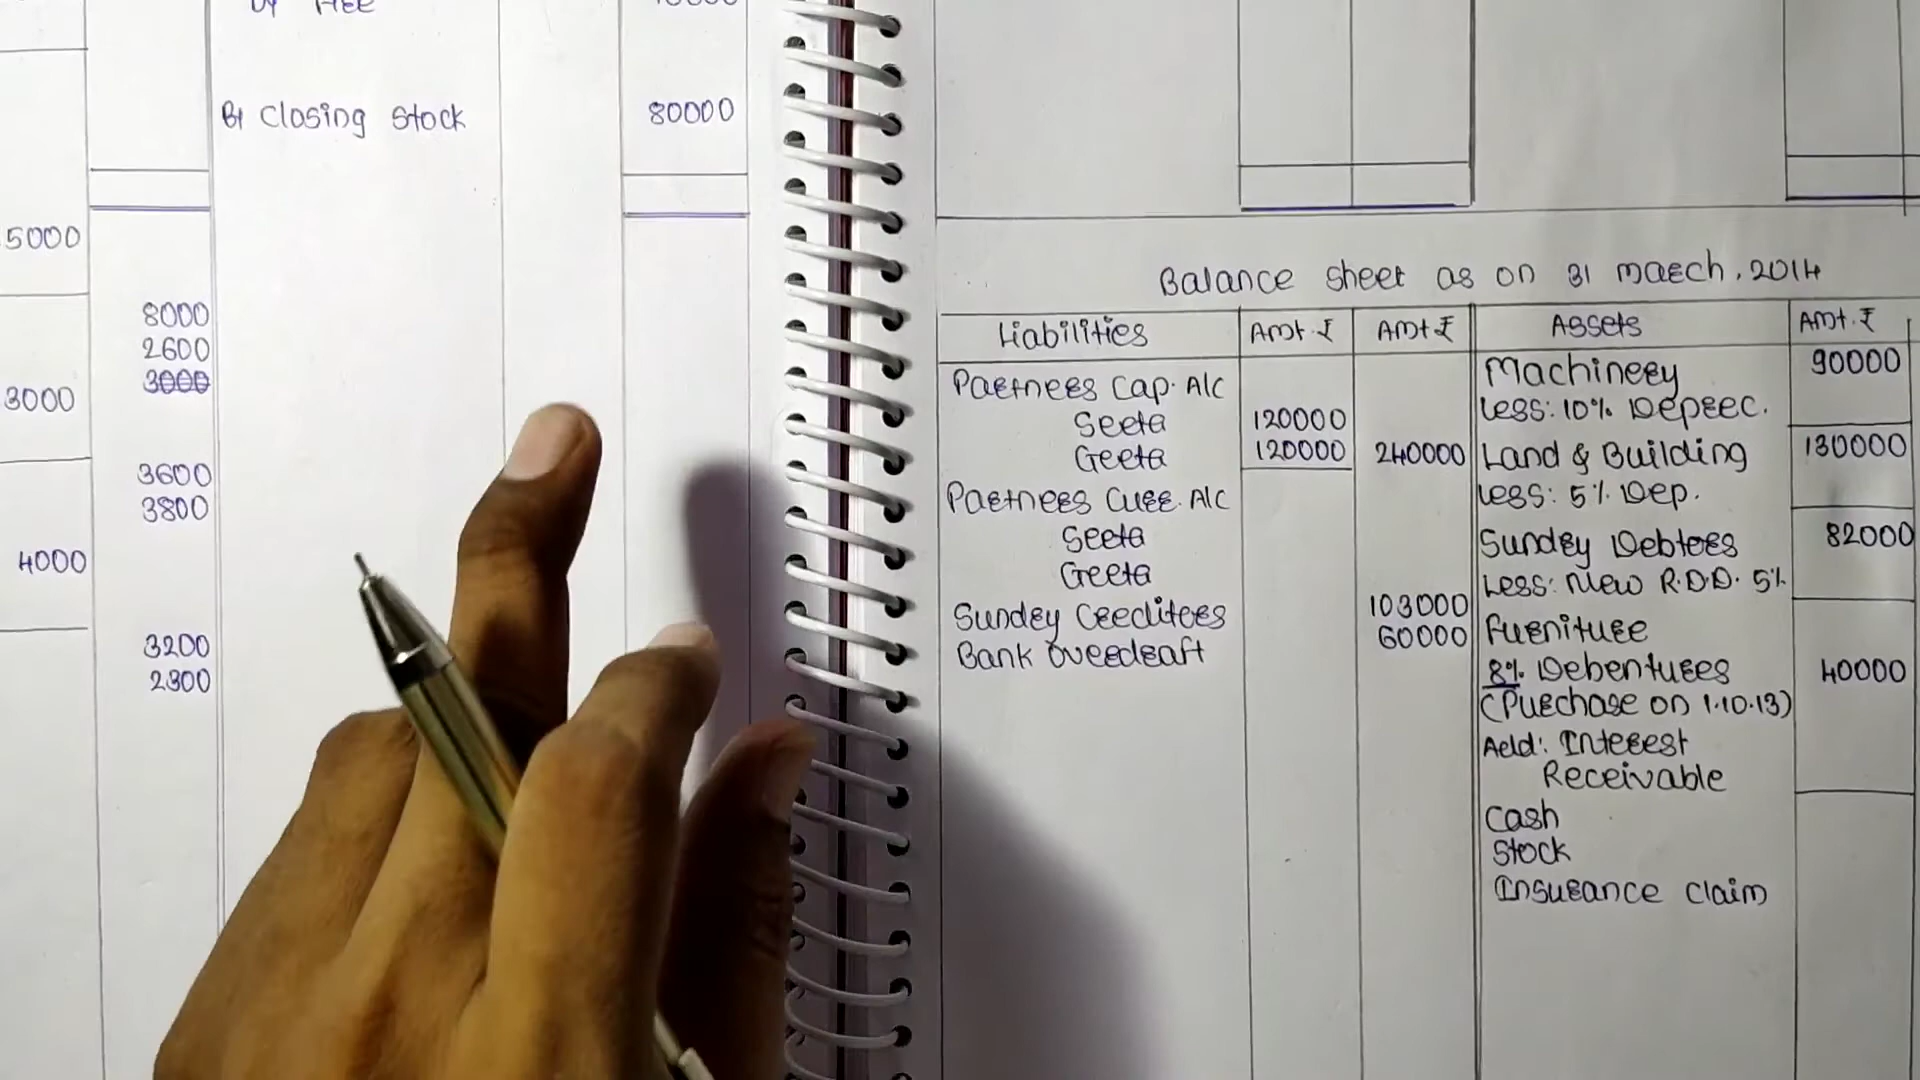 By Closing Stock 80000
5000
8000
2600
3000
3000
3600
3800
4000
3200
2300
Balance Sheet as on 31 March, 2014
Liabilities Amt.₹ Amt₹ Assets Amt.₹
Partners Cap. A/c
Seeta 120000
Geeta 120000 240000
Partners Curr. A/c
Seeta
Geeta
Sundry Creditors 103000
Bank Overdraft 60000
Machinery 90000
Less: 10% Deprec.
Land & Building 130000
Less: 5% Dep.
Sundry Debtors 82000
Less: New R.D.D. 5%
Furniture
8% Debentures 40000
(Purchase on 1.10.13)
Add: Interest
Receivable
Cash
Stock
Insurance claim